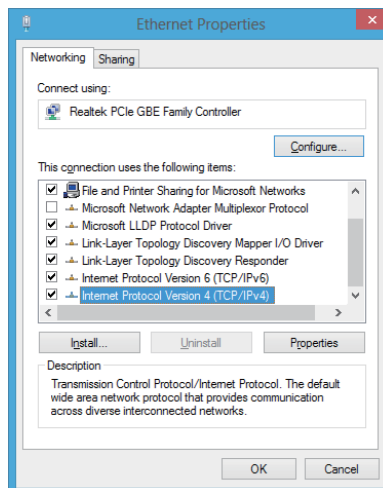 Ethernet Properties
Networking
Sharing
Connect using:
Realtek PCIe GBE Family Controller
Configure...
This connection uses the following items:
File and Printer Sharing for Microsoft Networks
Microsoft Network Adapter Multiplexor Protocol
Microsoft LLDP Protocol Driver
Link-Layer Topology Discovery Mapper I/O Driver
Link-Layer Topology Discovery Responder
Internet Protocol Version 6 (TCP/IPv6)
Internet Protocol Version 4 (TCP/IPv4)
Install...
Uninstall
Properties
Description
Transmission Control Protocol/Internet Protocol. The default
wide area network protocol that provides communication
across diverse interconnected networks.
OK
Cancel